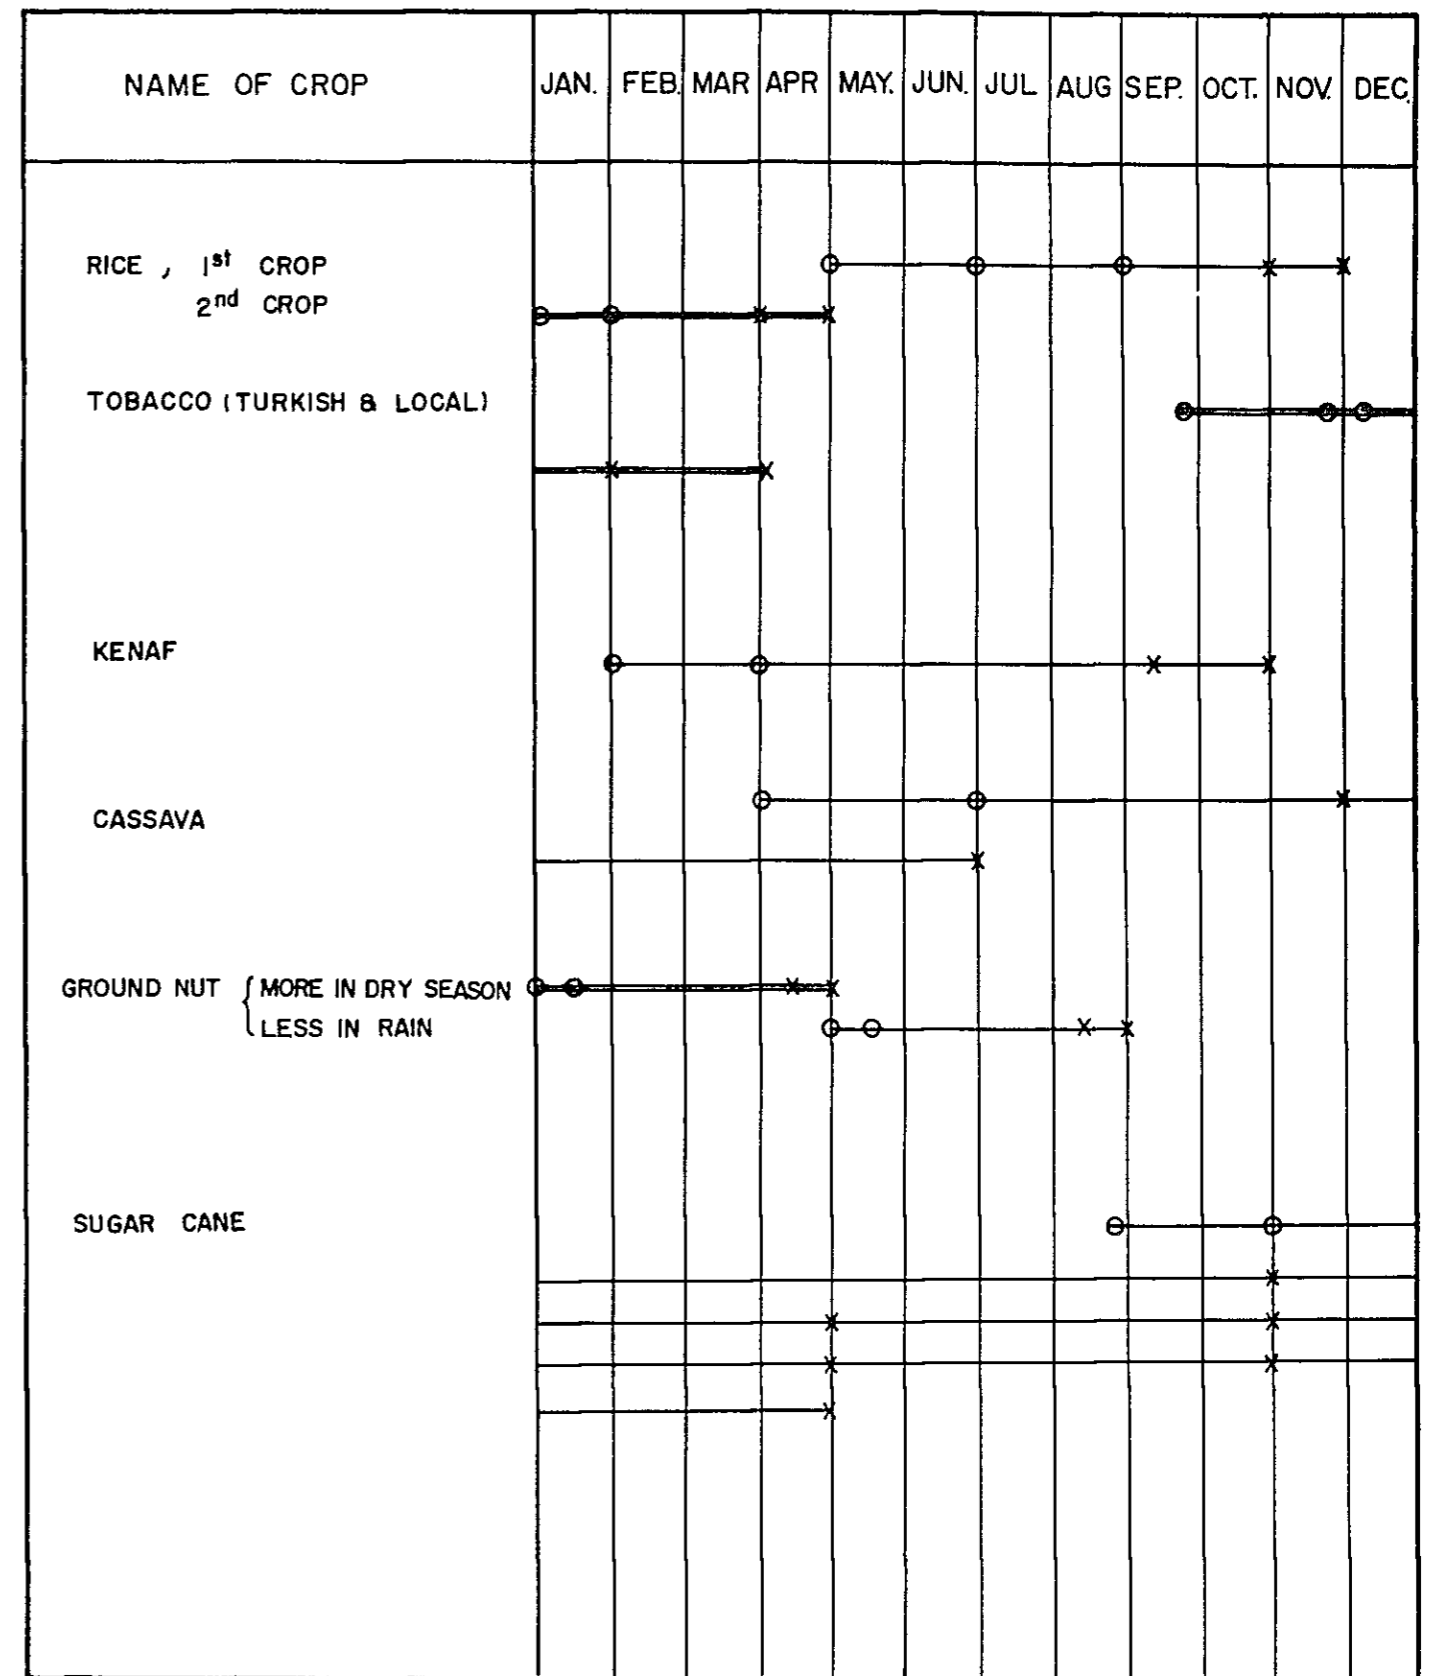 NAME OF CROP JAN. FEB. MAR APR MAY. JUN. JUL AUG SEP. OCT. NOV. DEC.
RICE , 1st CROP
2nd CROP
TOBACCO (TURKISH & LOCAL)
KENAF
CASSAVA
GROUND NUT { MORE IN DRY SEASON
LESS IN RAIN
SUGAR CANE